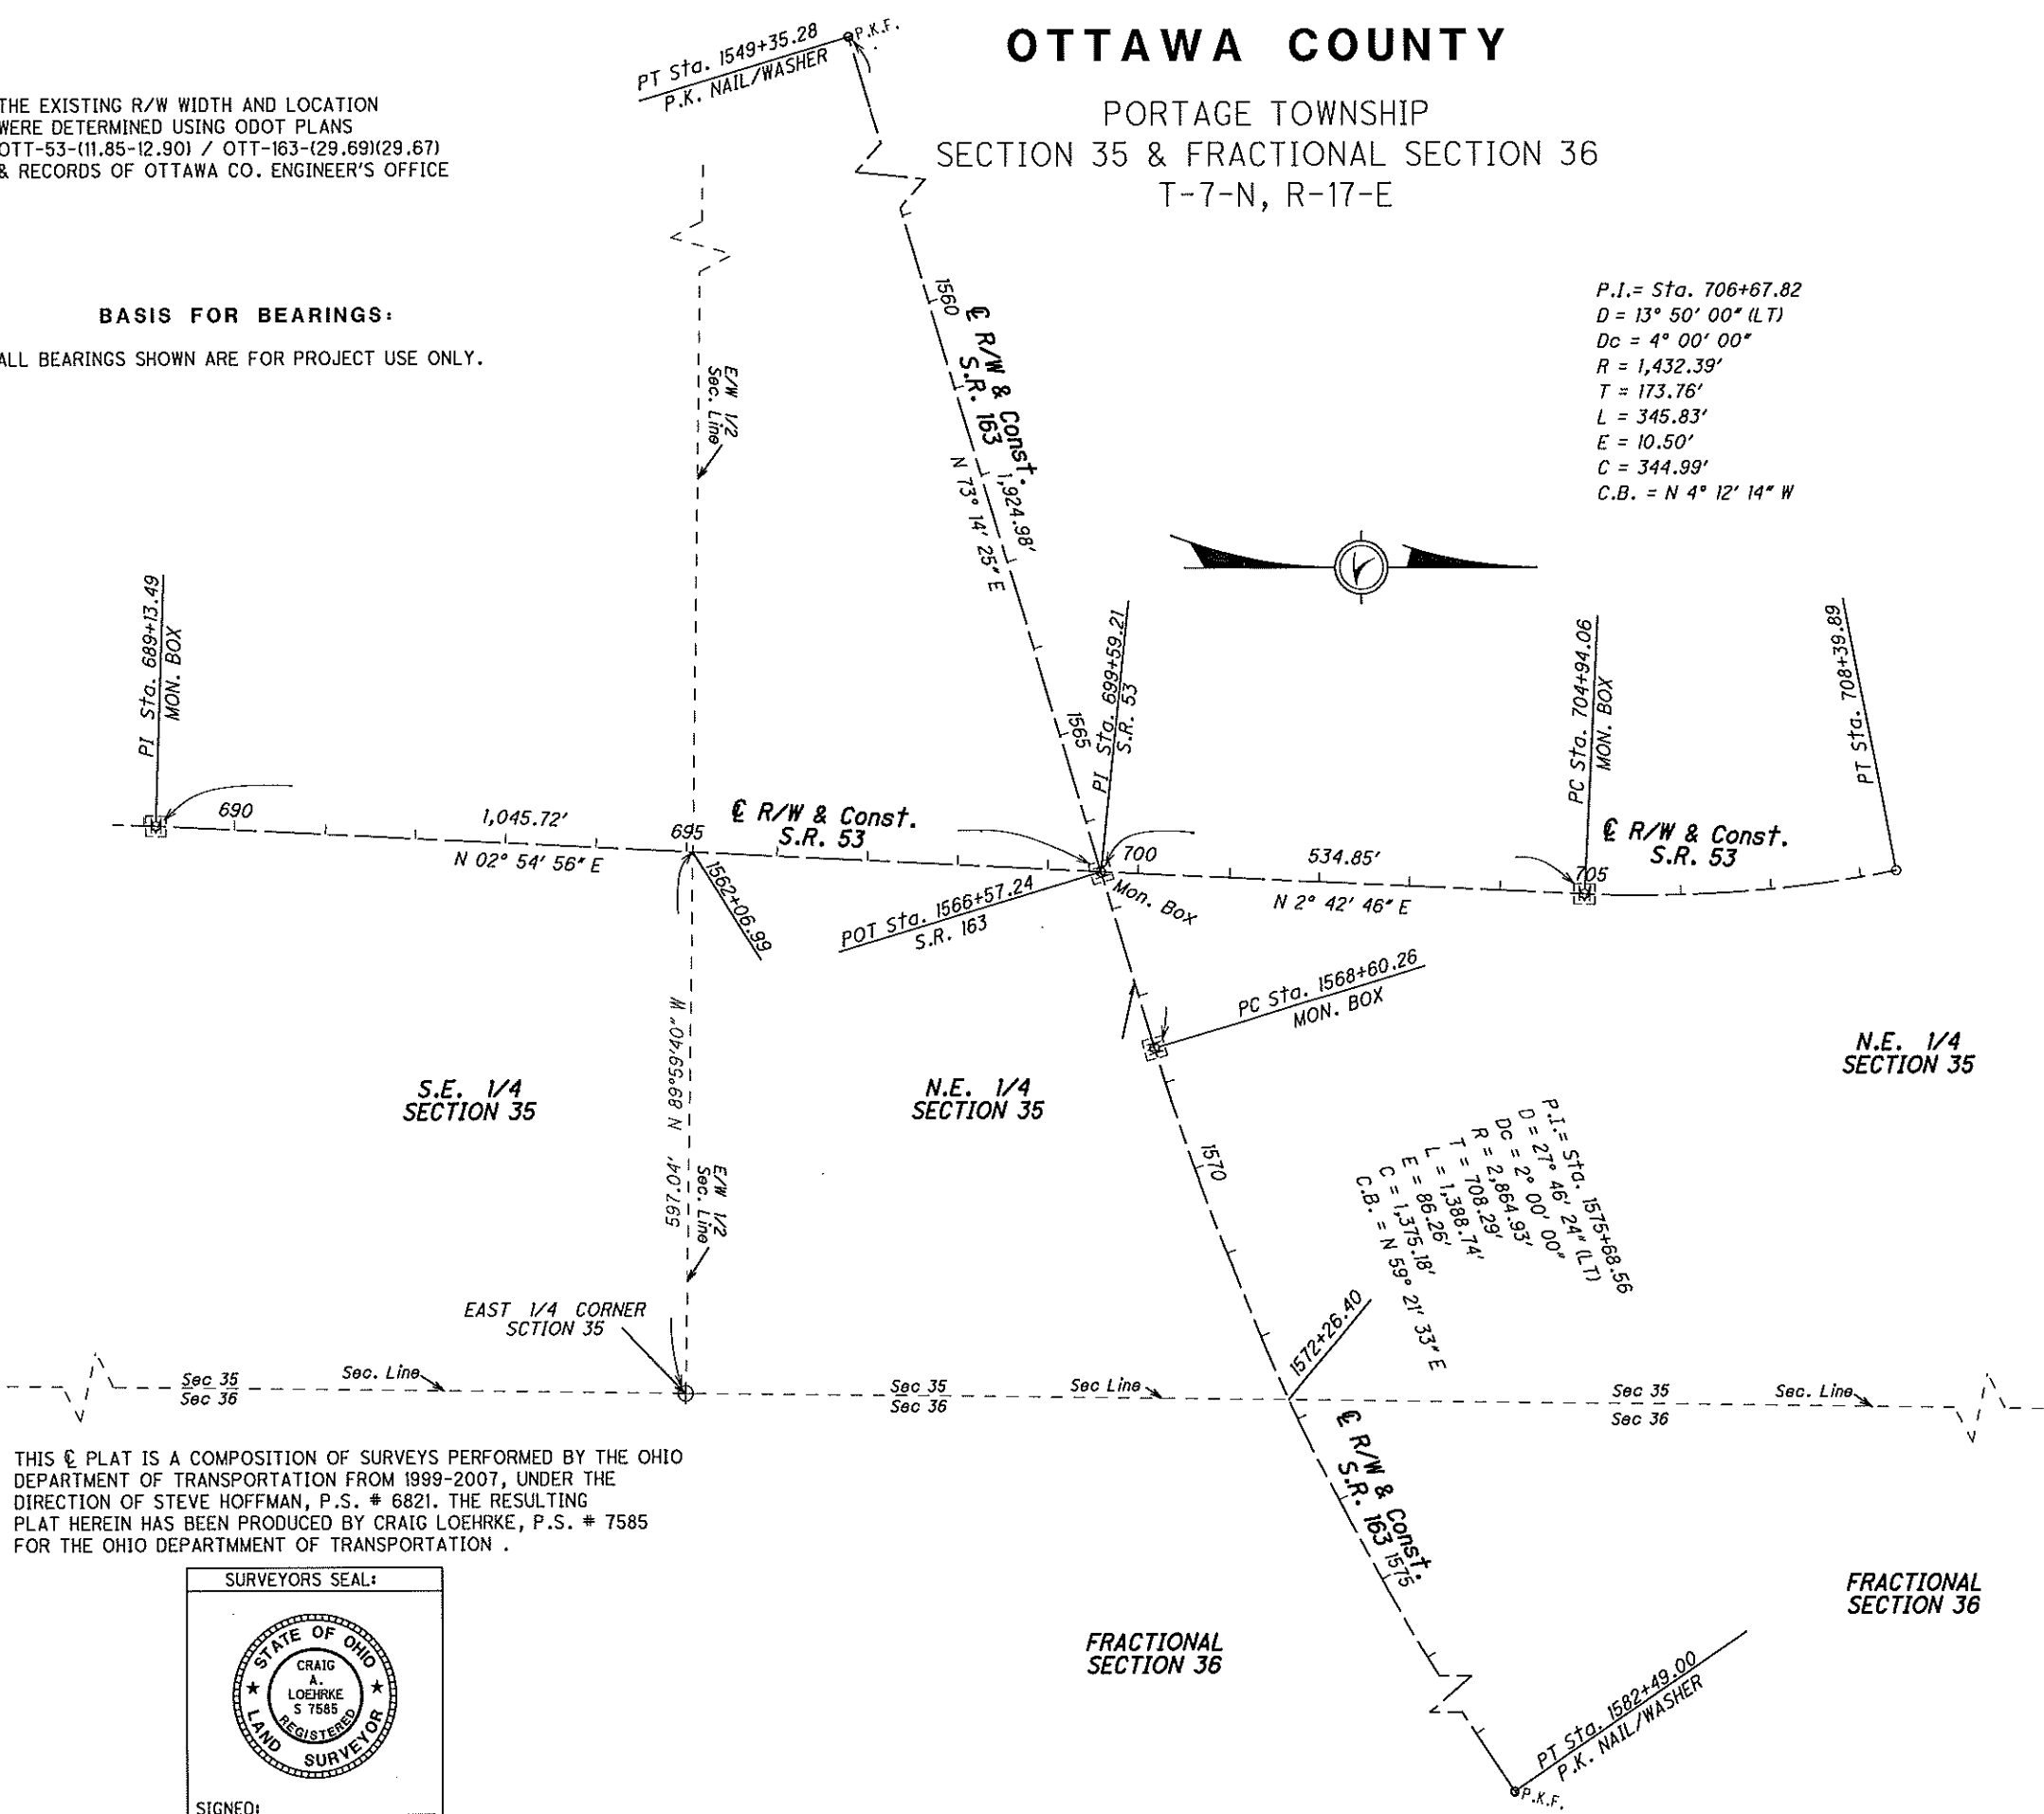 OTTAWA COUNTY
PORTAGE TOWNSHIP
SECTION 35 & FRACTIONAL SECTION 36
T-7-N, R-17-E
THE EXISTING R/W WIDTH AND LOCATION
WERE DETERMINED USING ODOT PLANS
OTT-53-(11.85-12.90) / OTT-163-(29.69)(29.67)
& RECORDS OF OTTAWA CO. ENGINEER'S OFFICE
BASIS FOR BEARINGS:
ALL BEARINGS SHOWN ARE FOR PROJECT USE ONLY.
PT Sta. 1549+35.28
P.K. NAIL/WASHER
P.K.F.
P.I.= Sta. 706+67.82
D = 13° 50' 00" (LT)
Dc = 4° 00' 00"
R = 1,432.39'
T = 173.76'
L = 345.83'
E = 10.50'
C = 344.99'
C.B. = N 4° 12' 14" W
E/W 1/2
Sec. Line
1560
℄ R/W & Const.
S.R. 163
1,924.98'
N 73° 14' 25" E
1565
PI Sta. 689+13.49
MON. BOX
PI Sta. 699+59.21
S.R. 53
PC Sta. 704+94.06
MON. BOX
PT Sta. 708+39.89
690
1,045.72'
N 02° 54' 56" E
695
℄ R/W & Const.
S.R. 53
700
534.85'
N 2° 42' 46" E
705
℄ R/W & Const.
S.R. 53
1562+06.99
POT Sta. 1566+57.24
S.R. 163
Mon. Box
PC Sta. 1568+60.26
MON. BOX
597.04' N 89°59'40" W
S.E. 1/4
SECTION 35
N.E. 1/4
SECTION 35
N.E. 1/4
SECTION 35
E/W 1/2
Sec. Line
1570
P.I.= Sta. 1575+68.56
D = 27° 46' 24" (LT)
Dc = 2° 00' 00"
R = 2,864.93'
T = 708.29'
L = 1,388.74'
E = 86.26'
C = 1,375.18'
C.B. = N 59° 21' 33" E
EAST 1/4 CORNER
SCTION 35
1572+26.40
Sec 35
Sec 36
Sec. Line
Sec 35
Sec 36
Sec Line
Sec 35
Sec 36
Sec. Line
THIS ℄ PLAT IS A COMPOSITION OF SURVEYS PERFORMED BY THE OHIO
DEPARTMENT OF TRANSPORTATION FROM 1999-2007, UNDER THE
DIRECTION OF STEVE HOFFMAN, P.S. # 6821. THE RESULTING
PLAT HEREIN HAS BEEN PRODUCED BY CRAIG LOEHRKE, P.S. # 7585
FOR THE OHIO DEPARTMMENT OF TRANSPORTATION .
℄ R/W & Const.
S.R. 163
1575
SURVEYORS SEAL:
STATE OF OHIO
CRAIG
A.
LOEHRKE
S 7585
REGISTERED
LAND SURVEYOR
SIGNED:
FRACTIONAL
SECTION 36
FRACTIONAL
SECTION 36
PT Sta. 1582+49.00
P.K. NAIL/WASHER
P.K.F.